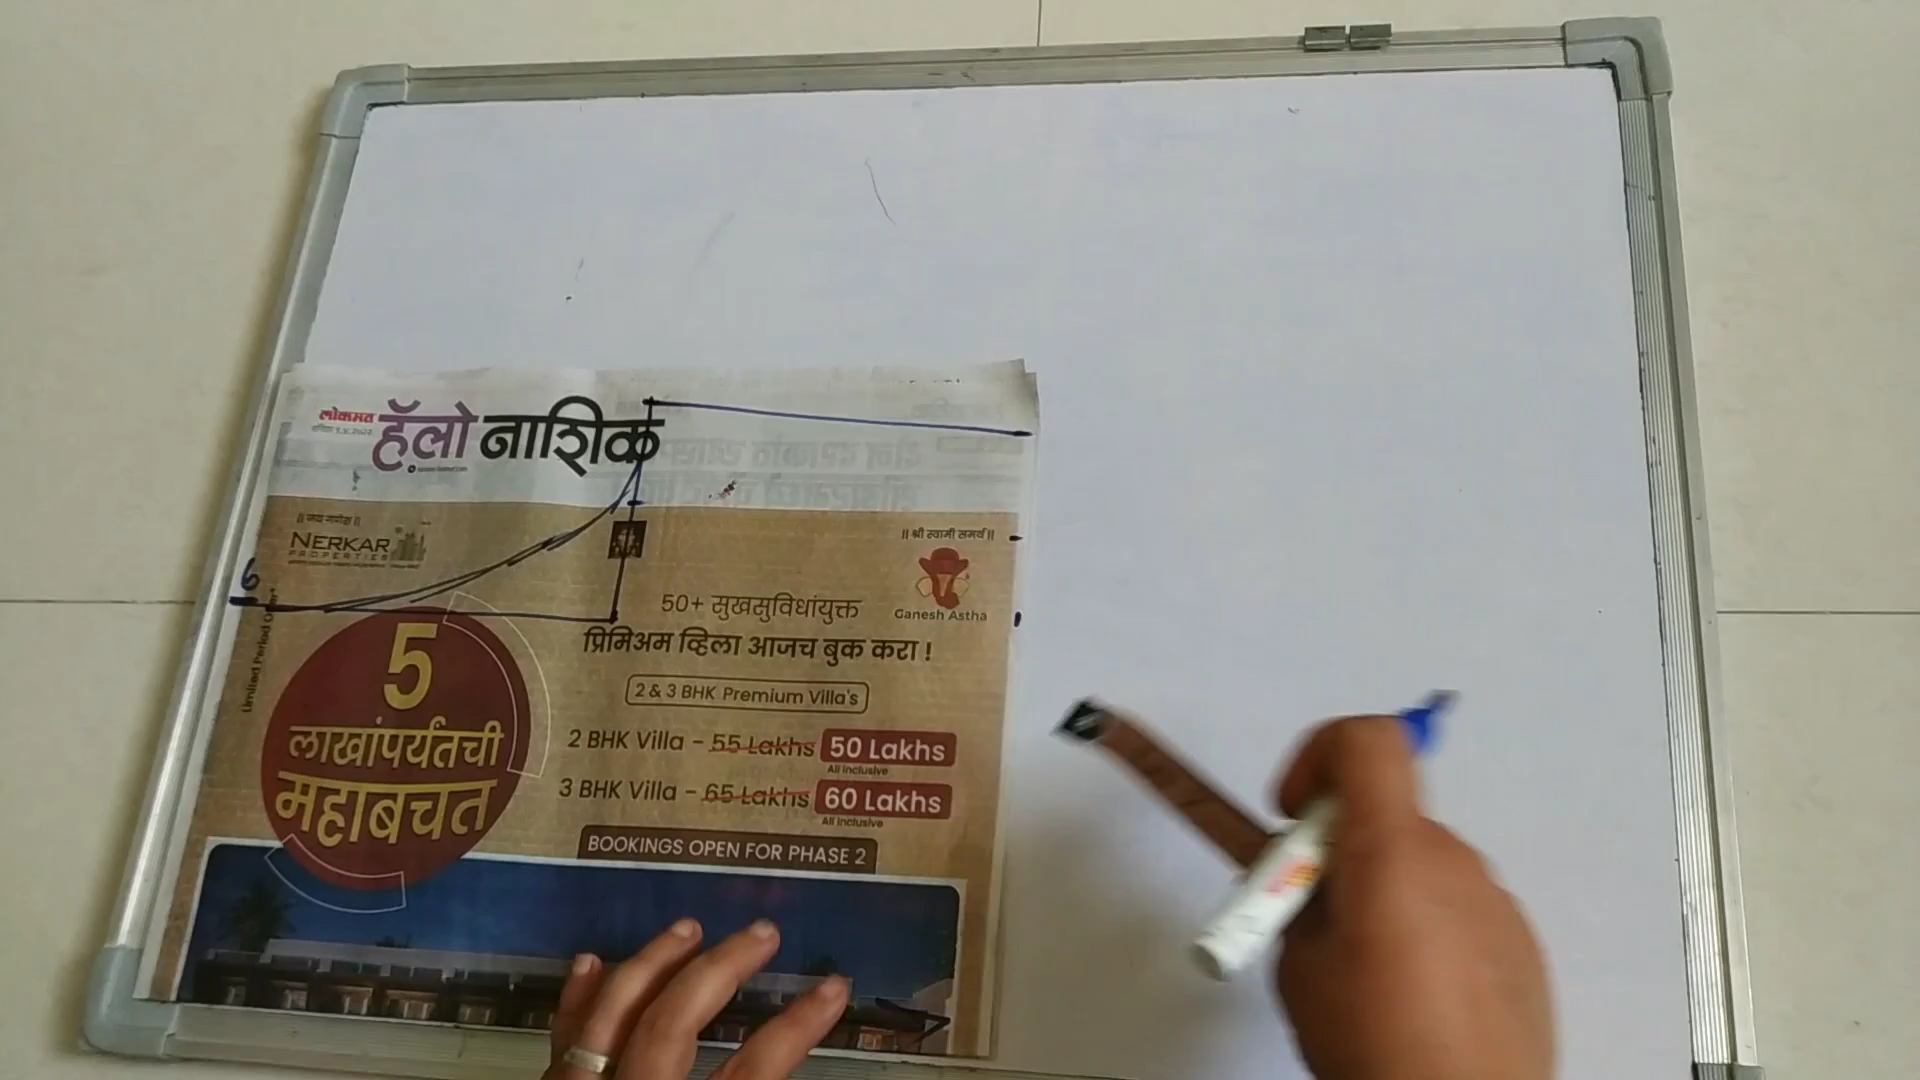 लोकमत
हॅलो नाशिक
|| जय गणेश ||
NERKAR
PROPERTIES
|| श्री स्वामी समर्थ ||
Ganesh Astha
Limited Period
5
लाखांपर्यंतची
महाबचत
50+ सुखसुविधांयुक्त
प्रिमिअम व्हिला आजच बुक करा !
2 & 3 BHK Premium Villa's
2 BHK Villa - 55 Lakhs 50 Lakhs
All Inclusive
3 BHK Villa - 65 Lakhs 60 Lakhs
All Inclusive
BOOKINGS OPEN FOR PHASE 2